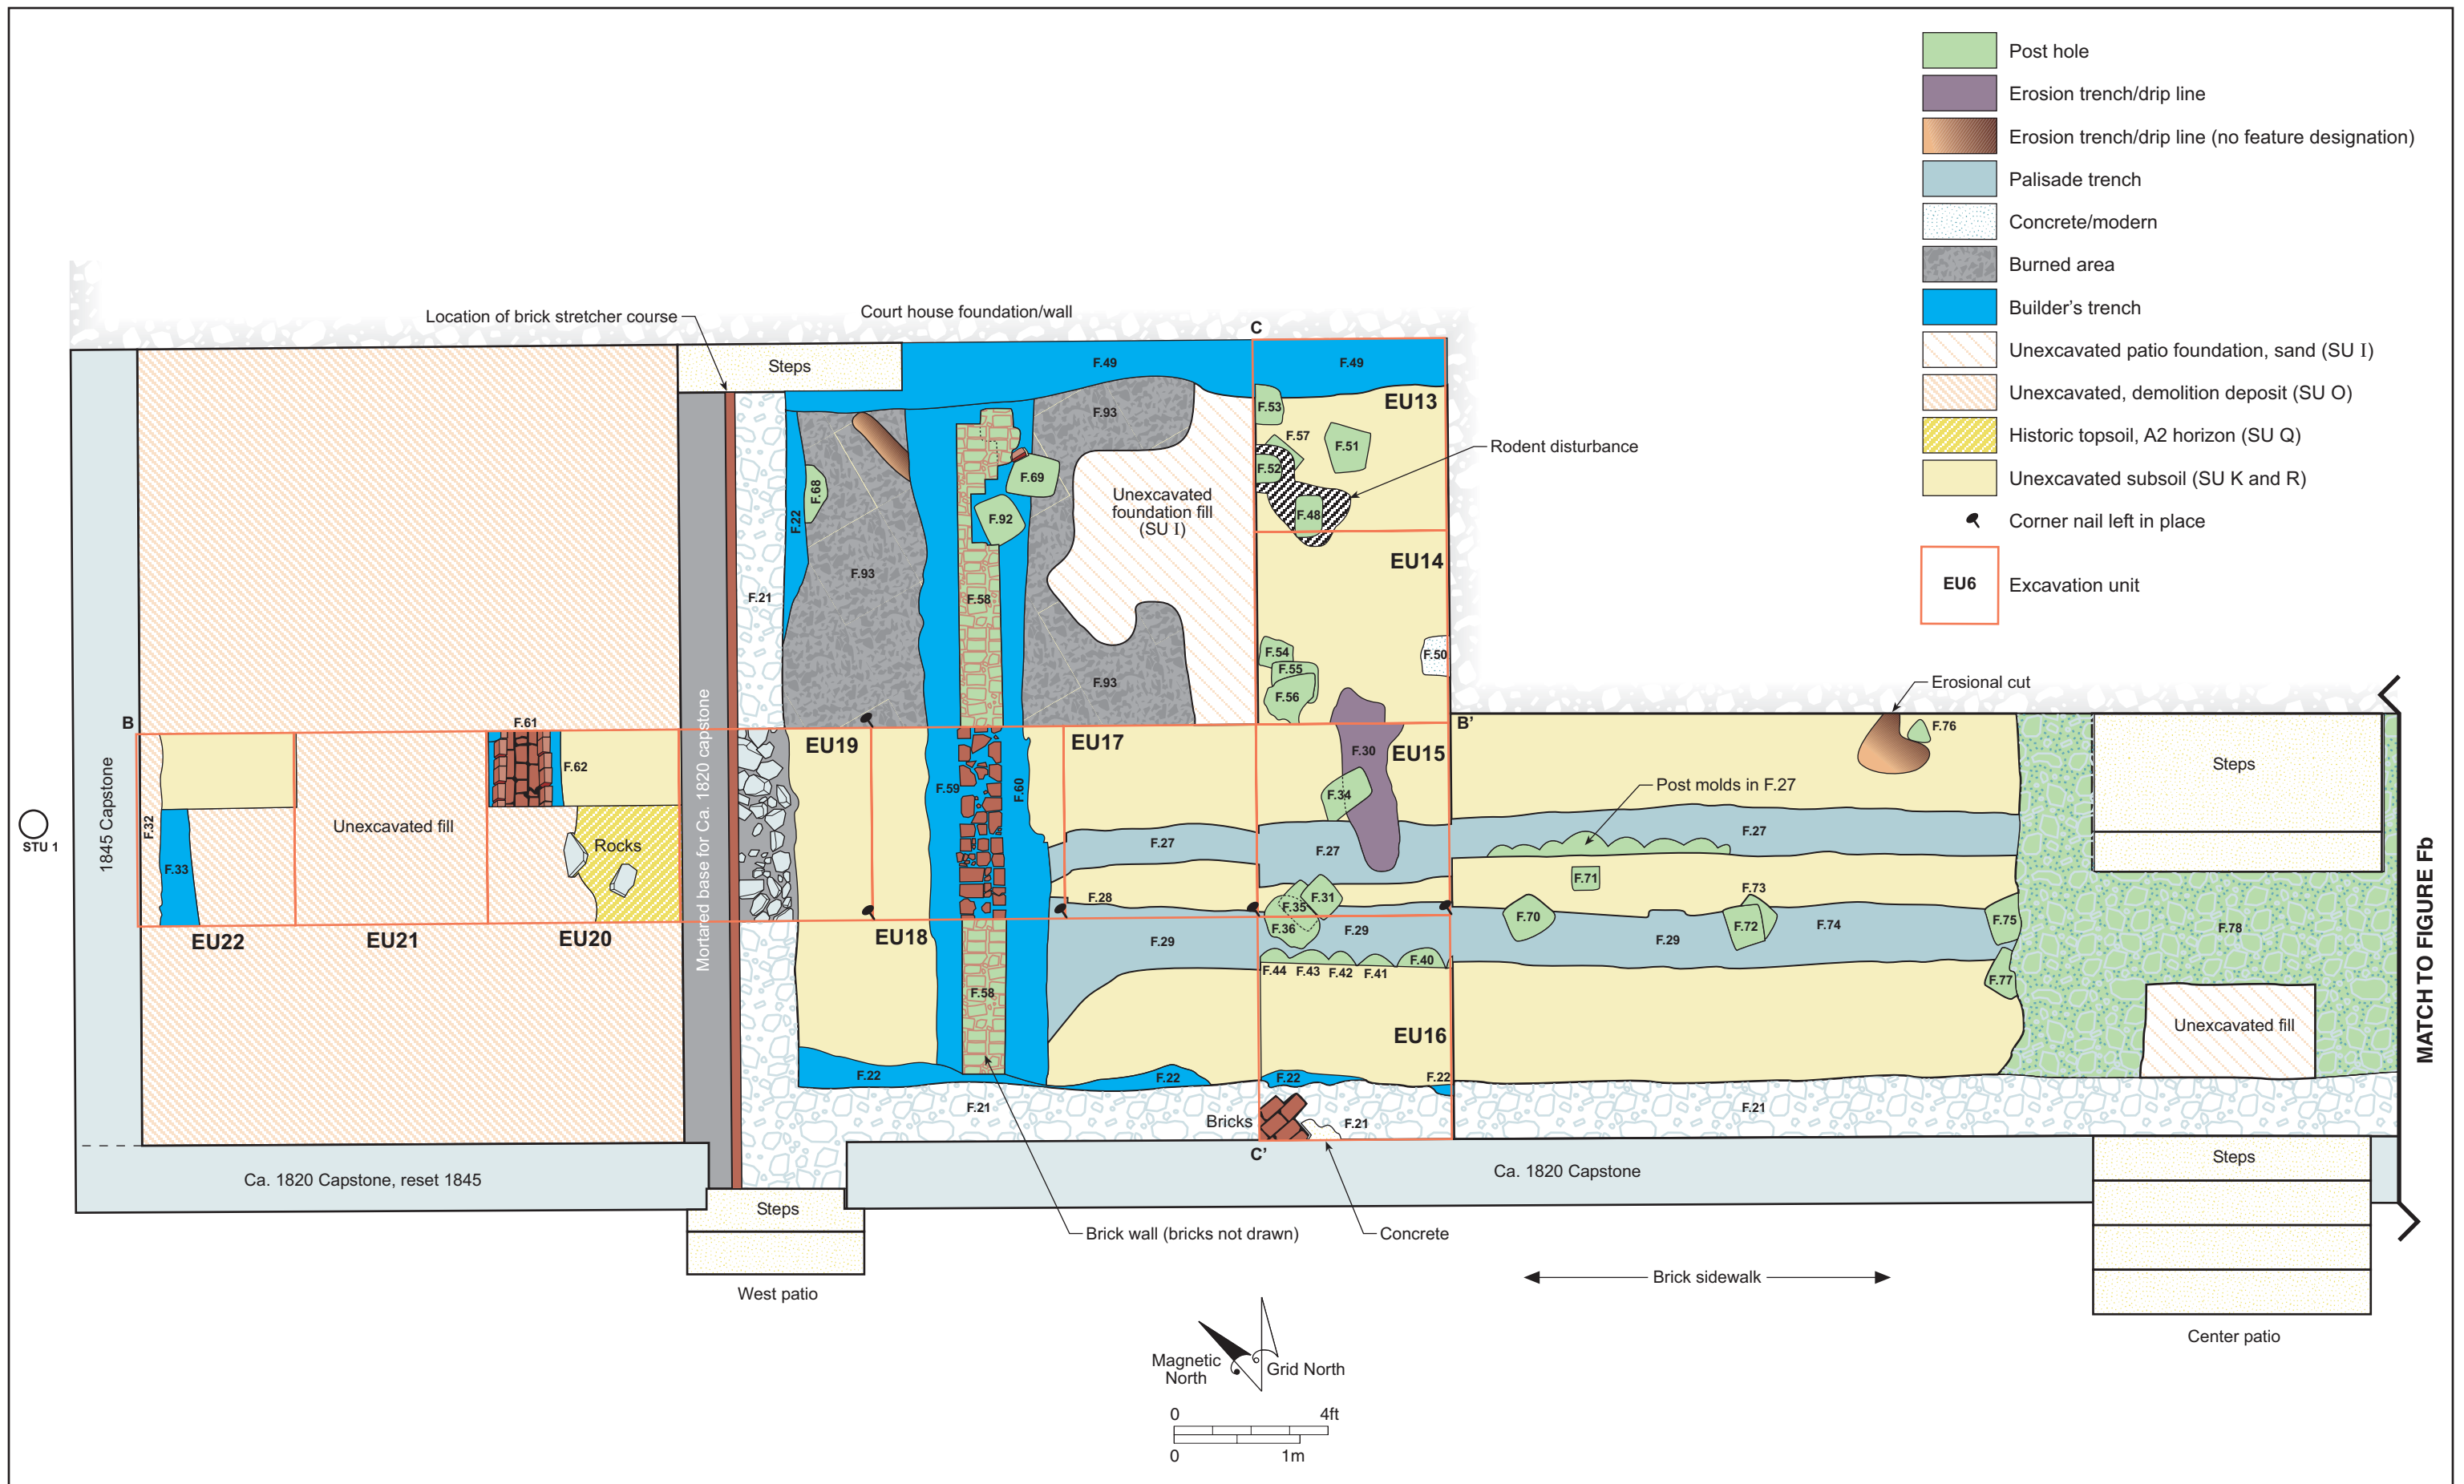 Post hole
Erosion trench/drip line
Erosion trench/drip line (no feature designation)
Palisade trench
Concrete/modern
Burned area
Builder's trench
Unexcavated patio foundation, sand (SU I)
Unexcavated, demolition deposit (SU O)
Historic topsoil, A2 horizon (SU Q)
Unexcavated subsoil (SU K and R)
Corner nail left in place
EU6
Excavation unit
Location of brick stretcher course
Court house foundation/wall
C
Steps
F.49
F.49
F.53
EU13
F.93
F.57
F.51
Rodent disturbance
F.52
F.68
F.69
F.48
F.22
F.92
Unexcavated
foundation fill
(SU I)
EU14
F.93
F.58
F.21
F.54
F.50
F.55
F.56
F.93
Erosional cut
B
F.61
B'
F.76
EU19
EU17
F.30
EU15
Steps
F.62
F.59
F.60
F.34
Post molds in F.27
1845 Capstone
Mortared base for Ca. 1820 capstone
STU 1
F.32
Unexcavated fill
Rocks
F.27
F.27
F.27
F.33
F.71
F.28
F.31
F.35
F.73
F.70
F.72
F.74
F.75
F.36
F.29
F.29
F.29
F.78
EU22
EU21
EU20
EU18
F.40
F.44
F.43
F.42
F.41
F.77
F.58
EU16
Unexcavated fill
MATCH TO FIGURE Fb
F.22
F.22
F.22
F.22
F.21
F.21
Bricks
F.21
C'
Ca. 1820 Capstone, reset 1845
Ca. 1820 Capstone
Steps
Steps
Brick wall (bricks not drawn)
Concrete
Brick sidewalk
West patio
Center patio
Magnetic
North
Grid North
0
4ft
0
1m